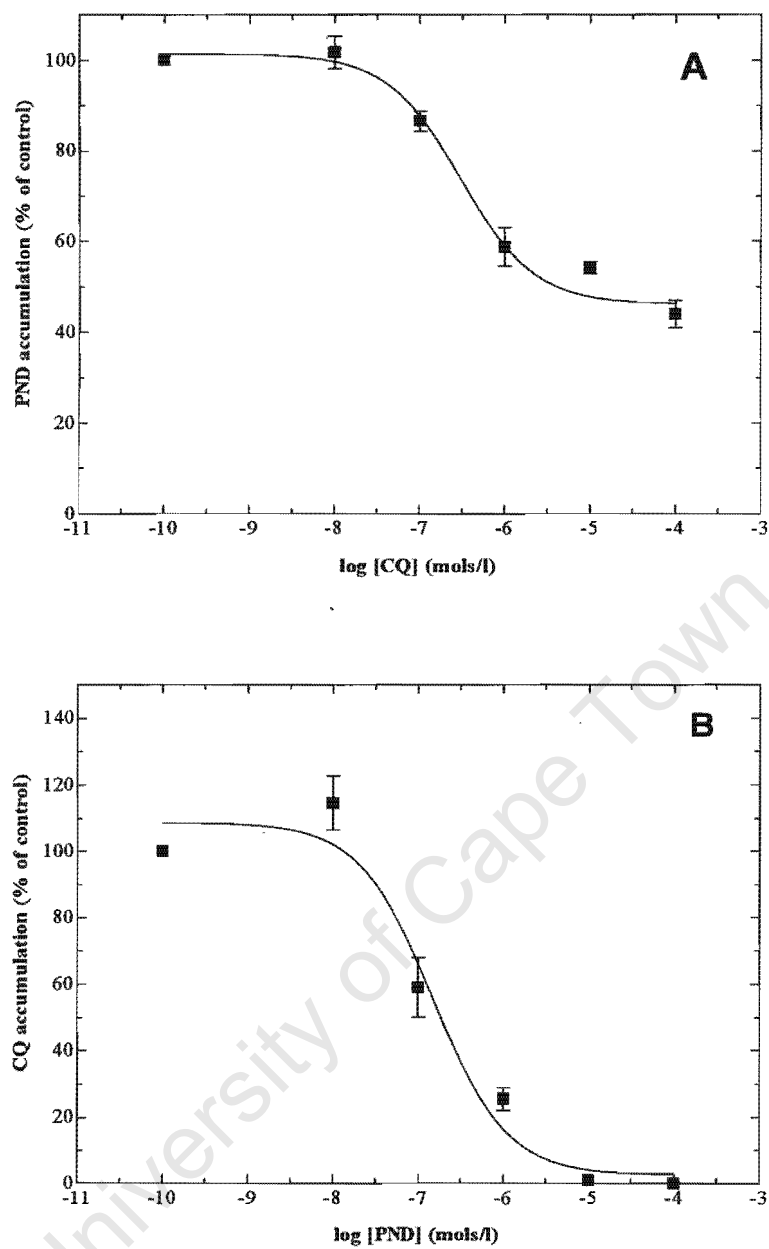 A
PND accumulation (% of control)
100
80
60
40
20
0
-11 -10 -9 -8 -7 -6 -5 -4 -3
log [CQ] (mols/l)
B
CQ accumulation (% of control)
140
120
100
80
60
40
20
0
-11 -10 -9 -8 -7 -6 -5 -4 -3
log [PND] (mols/l)
University of Cape Town